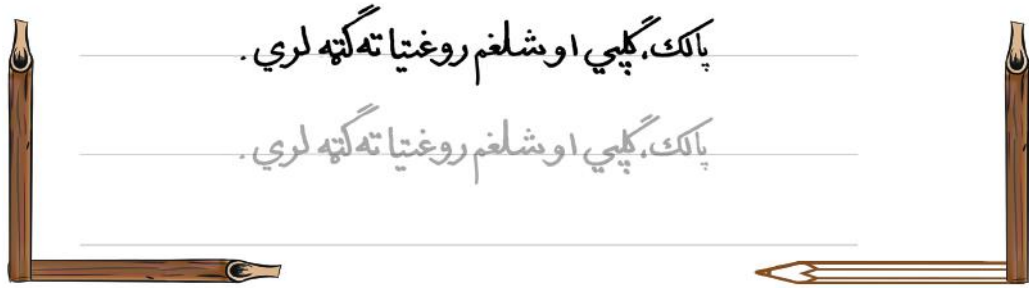 پالک، گلپي او شلغم روغتيا ته گټه لري.
پالک، گلپي او شلغم روغتيا ته گټه لري.